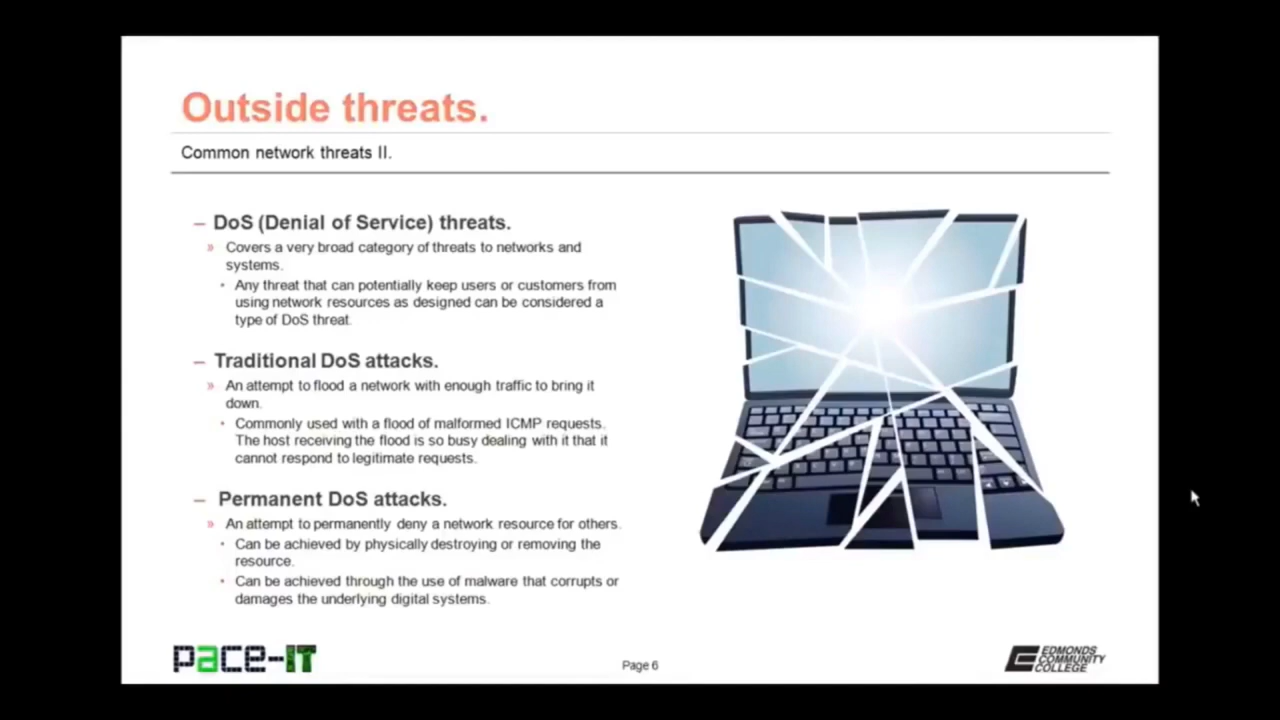 Outside threats.
Common network threats II.
– DoS (Denial of Service) threats.
» Covers a very broad category of threats to networks and
systems.
• Any threat that can potentially keep users or customers from
using network resources as designed can be considered a
type of DoS threat.
– Traditional DoS attacks.
» An attempt to flood a network with enough traffic to bring it
down.
• Commonly used with a flood of malformed ICMP requests.
The host receiving the flood is so busy dealing with it that it
cannot respond to legitimate requests.
– Permanent DoS attacks.
» An attempt to permanently deny a network resource for others.
• Can be achieved by physically destroying or removing the
resource.
• Can be achieved through the use of malware that corrupts or
damages the underlying digital systems.
pace-IT
Page 6
EDMONDS
COMMUNITY
COLLEGE